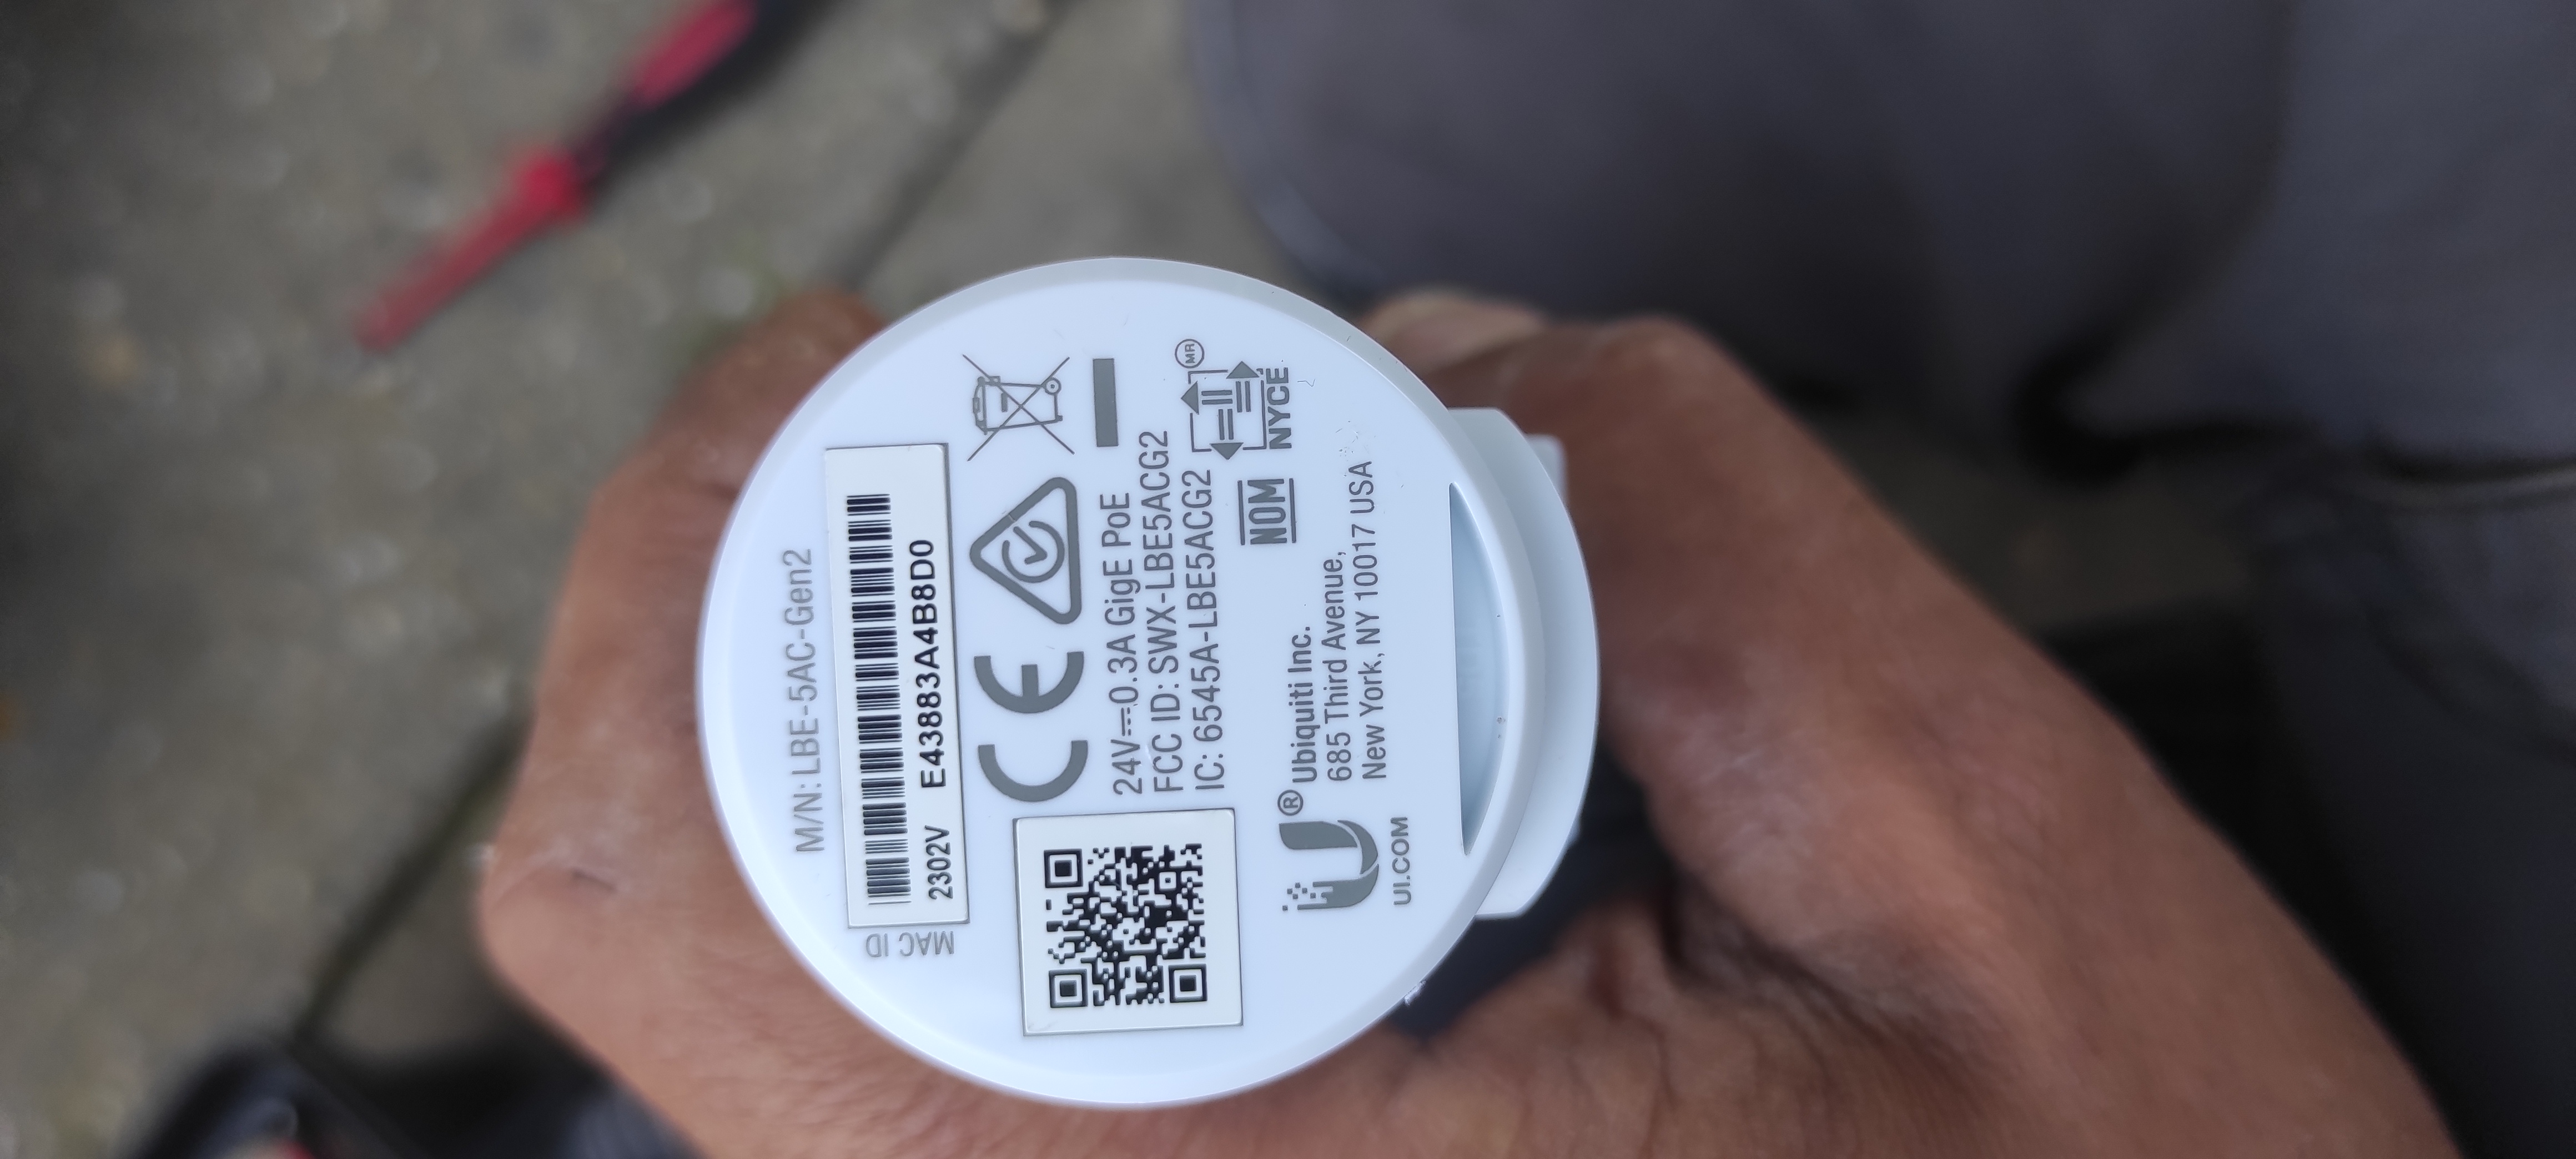 M/N: LBE-5AC-Gen2
MAC ID
2302V E43883A4B8D0
24V⎓0.3A GigE PoE
FCC ID: SWX-LBE5ACG2
IC: 6545A-LBE5ACG2
NOM
NYCE
MR
®
Ubiquiti Inc.
685 Third Avenue,
New York, NY 10017 USA
UI.COM